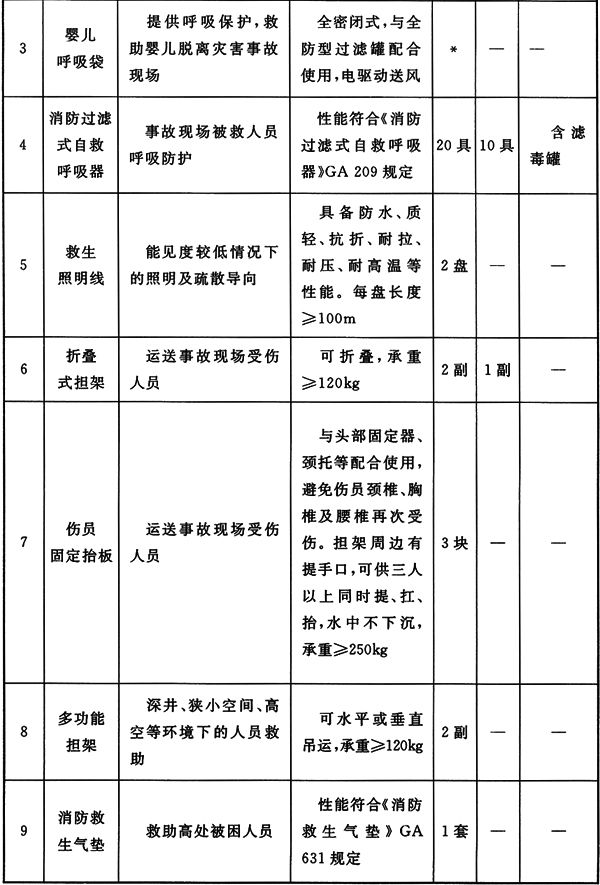 3
婴儿
呼吸袋
提供呼吸保护,救
助婴儿脱离灾害事故
现场
全密闭式,与全
防型过滤罐配合
使用,电驱动送风
*
—
—
4
消防过滤
式自救
呼吸器
事故现场被救人员
呼吸防护
性能符合《消防
过滤式自救呼吸
器》GA 209 规定
20 具
10 具
含滤
毒罐
5
救生
照明线
能见度较低情况下
的照明及疏散导向
具备防水、质
轻、抗折、耐拉、
耐压、耐高温等
性能。每盘长度
≥100m
2 盘
—
—
6
折叠
式担架
运送事故现场受伤
人员
可折叠,承重
≥120kg
2 副
1 副
—
7
伤员
固定抬板
运送事故现场受伤
人员
与头部固定器、
颈托等配合使用,
避免伤员颈椎、胸
椎及腰椎再次受
伤。担架周边有
提手口,可供三人
以上同时提、扛、
抬,水中不下沉,
承重≥250kg
3 块
—
—
8
多功能
担架
深井、狭小空间、高
空等环境下的人员救
助
可水平或垂直
吊运,承重≥120kg
2 副
—
—
9
消防救
生气垫
救助高处被困人员
性能符合《消防
救生气垫》GA
631 规定
1 套
—
—